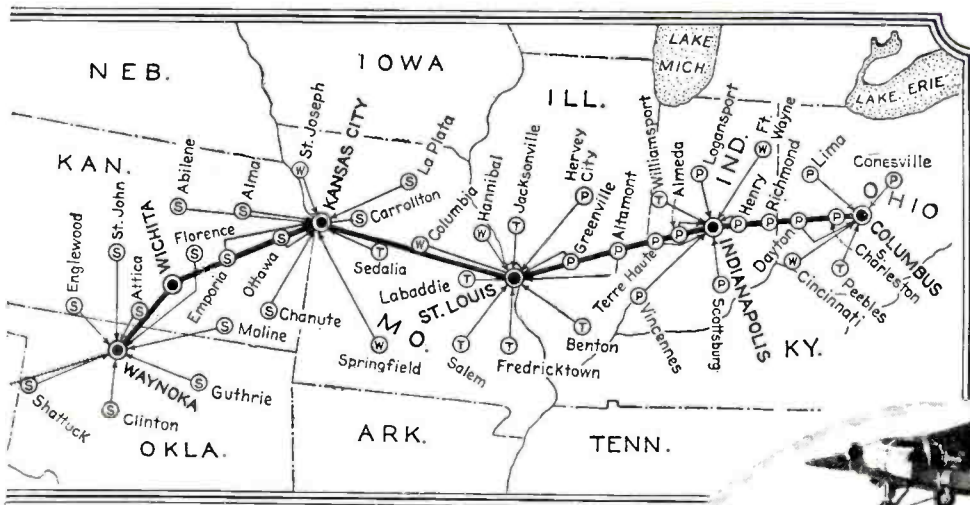 NEB.
IOWA
ILL.
LAKE
MICH.
LAKE ERIE
KAN.
IND.
OHIO
MO.
KY.
OKLA.
ARK.
TENN.
Englewood
St. John
Attica
WICHITA
Abilene
Florence
Alma
Emporia
Ottawa
Chanute
Moline
WAYNOKA
Guthrie
Shattuck
Clinton
St. Joseph
KANSAS CITY
La Plata
Carrollton
Sedalia
Columbia
Springfield
Hannibal
Jacksonville
Hervey
City
Labaddie
ST. LOUIS
Greenville
Altamont
Salem
Fredricktown
Benton
Terre Haute
Vincennes
Williamsport
Almeda
Logansport
Ft.
Wayne
INDIANAPOLIS
Scottsburg
Henry
Richmond
Lima
Conesville
Dayton
COLUMBUS
S.
Charleston
Peebles
Cincinnati
S
S
S
S
S
S
S
S
S
S
S
S
S
S
W
W
W
W
W
W
T
T
T
T
T
T
T
T
P
P
P
P
P
P
P
P
P
P
P
P
P